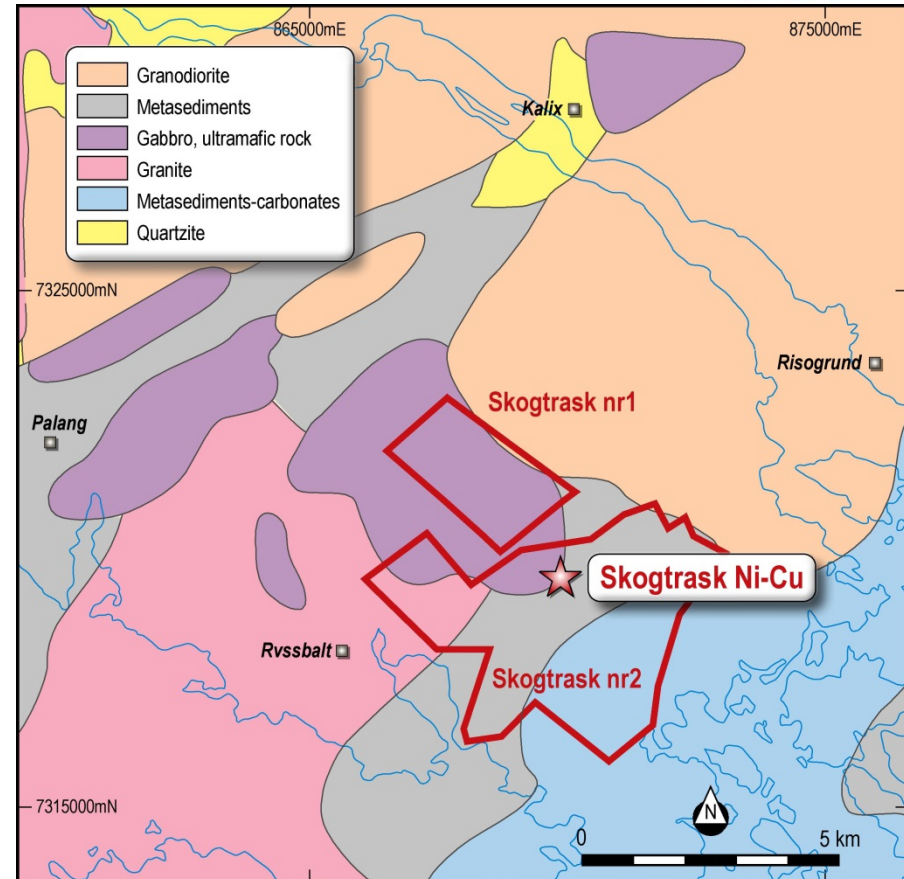 865000mE
875000mE
Granodiorite
Metasediments
Gabbro, ultramafic rock
Granite
Metasediments-carbonates
Quartzite
Kalix
7325000mN
Risogrund
Skogtrask nr1
Palang
Skogtrask Ni-Cu
Rvssbalt
Skogtrask nr2
7315000mN
N
0
5 km